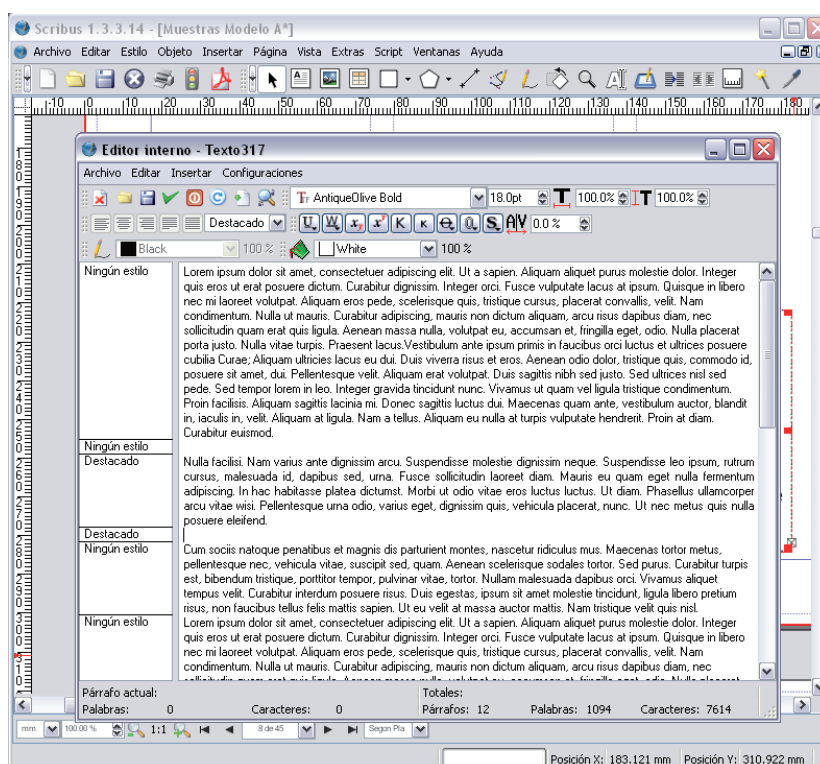 Scribus 1.3.3.14 - [Muestras Modelo A*]
Archivo Editar Estilo Objeto Insertar Página Vista Extras Script Ventanas Ayuda
-10 0 10 20 30 40 50 60 70 80 90 100 110 120 130 140 150 160 170 180
Editor interno - Texto317
Archivo Editar Insertar Configuraciones
AntiqueOlive Bold 18.0pt 100.0% 100.0%
Destacado 0.0 %
Black 100 % White 100 %
Ningún estilo
Lorem ipsum dolor sit amet, consectetuer adipiscing elit. Ut a sapien. Aliquam aliquet purus molestie dolor. Integer
quis eros ut erat posuere dictum. Curabitur dignissim. Integer orci. Fusce vulputate lacus at ipsum. Quisque in libero
nec mi laoreet volutpat. Aliquam eros pede, scelerisque quis, tristique cursus, placerat convallis, velit. Nam
condimentum. Nulla ut mauris. Curabitur adipiscing, mauris non dictum aliquam, arcu risus dapibus diam, nec
sollicitudin quam erat quis ligula. Aenean massa nulla, volutpat eu, accumsan et, fringilla eget, odio. Nulla placerat
porta justo. Nulla vitae turpis. Praesent lacus.Vestibulum ante ipsum primis in faucibus orci luctus et ultrices posuere
cubilia Curae; Aliquam ultricies lacus eu dui. Duis viverra risus et eros. Aenean odio dolor, tristique quis, commodo id,
posuere sit amet, dui. Pellentesque velit. Aliquam erat volutpat. Duis sagittis nibh sed justo. Sed ultrices nisl sed
pede. Sed tempor lorem in leo. Integer gravida tincidunt nunc. Vivamus ut quam vel ligula tristique condimentum.
Proin facilisis. Aliquam sagittis lacinia mi. Donec sagittis luctus dui. Maecenas quam ante, vestibulum auctor, blandit
in, iaculis in, velit. Aliquam at ligula. Nam a tellus. Aliquam eu nulla at turpis vulputate hendrerit. Proin at diam.
Curabitur euismod.
Ningún estilo
Destacado
Nulla facilisi. Nam varius ante dignissim arcu. Suspendisse molestie dignissim neque. Suspendisse leo ipsum, rutrum
cursus, malesuada id, dapibus sed, urna. Fusce sollicitudin laoreet diam. Mauris eu quam eget nulla fermentum
adipiscing. In hac habitasse platea dictumst. Morbi ut odio vitae eros luctus luctus. Ut diam. Phasellus ullamcorper
arcu vitae wisi. Pellentesque urna odio, varius eget, dignissim quis, vehicula placerat, nunc. Ut nec metus quis nulla
posuere eleifend.
Destacado
Ningún estilo
Cum sociis natoque penatibus et magnis dis parturient montes, nascetur ridiculus mus. Maecenas tortor metus,
pellentesque nec, vehicula vitae, suscipit sed, quam. Aenean scelerisque sodales tortor. Sed purus. Curabitur turpis
est, bibendum tristique, porttitor tempor, pulvinar vitae, tortor. Nullam malesuada dapibus orci. Vivamus aliquet
tempus velit. Curabitur interdum posuere risus. Duis egestas, ipsum sit amet molestie tincidunt, ligula libero pretium
risus, non faucibus tellus felis mattis sapien. Ut eu velit at massa auctor mattis. Nam tristique velit quis nisl.
Ningún estilo
Lorem ipsum dolor sit amet, consectetuer adipiscing elit. Ut a sapien. Aliquam aliquet purus molestie dolor. Integer
quis eros ut erat posuere dictum. Curabitur dignissim. Integer orci. Fusce vulputate lacus at ipsum. Quisque in libero
nec mi laoreet volutpat. Aliquam eros pede, scelerisque quis, tristique cursus, placerat convallis, velit. Nam
condimentum. Nulla ut mauris. Curabitur adipiscing, mauris non dictum aliquam, arcu risus dapibus diam, nec
Párrafo actual: Totales:
Palabras: 0 Caracteres: 0 Párrafos: 12 Palabras: 1094 Caracteres: 7614
mm 100.00 % 1:1 8 de 45 Segon Pla
Posición X: 183.121 mm Posición Y: 310.922 mm